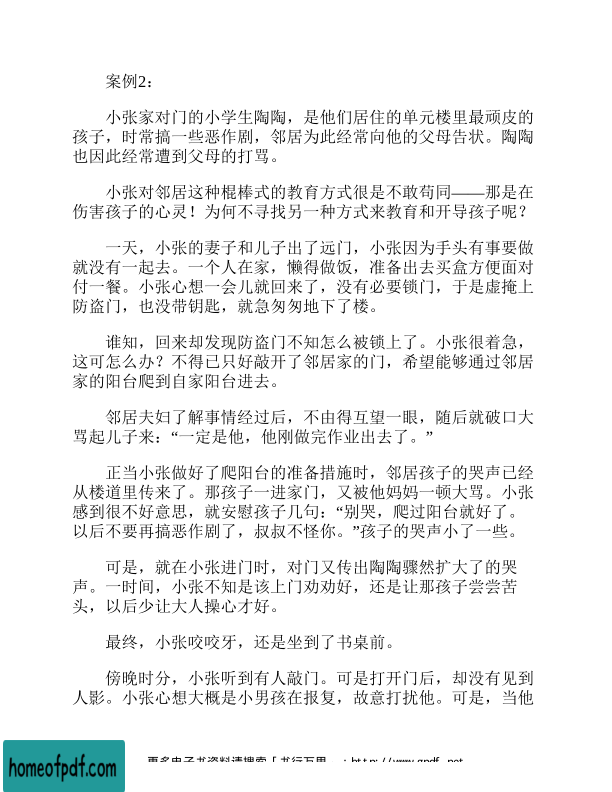 案例2：
小张家对门的小学生陶陶，是他们居住的单元楼里最顽皮的
孩子，时常搞一些恶作剧，邻居为此经常向他的父母告状。陶陶
也因此经常遭到父母的打骂。
小张对邻居这种棍棒式的教育方式很是不敢苟同——那是在
伤害孩子的心灵！为何不寻找另一种方式来教育和开导孩子呢？
一天，小张的妻子和儿子出了远门，小张因为手头有事要做
就没有一起去。一个人在家，懒得做饭，准备出去买盒方便面对
付一餐。小张心想一会儿就回来了，没有必要锁门，于是虚掩上
防盗门，也没带钥匙，就急匆匆地下了楼。
谁知，回来却发现防盗门不知怎么被锁上了。小张很着急，
这可怎么办？不得已只好敲开了邻居家的门，希望能够通过邻居
家的阳台爬到自家阳台进去。
邻居夫妇了解事情经过后，不由得互望一眼，随后就破口大
骂起儿子来：“一定是他，他刚做完作业出去了。”
正当小张做好了爬阳台的准备措施时，邻居孩子的哭声已经
从楼道里传来了。那孩子一进家门，又被他妈妈一顿大骂。小张
感到很不好意思，就安慰孩子几句：“别哭，爬过阳台就好了。
以后不要再搞恶作剧了，叔叔不怪你。”孩子的哭声小了一些。
可是，就在小张进门时，对门又传出陶陶骤然扩大了的哭
声。一时间，小张不知是该上门劝劝好，还是让那孩子尝尝苦
头，以后少让大人操心才好。
最终，小张咬咬牙，还是坐到了书桌前。
傍晚时分，小张听到有人敲门。可是打开门后，却没有见到
人影。小张心想大概是小男孩在报复，故意打扰他。可是，当他
homeofpdf.com